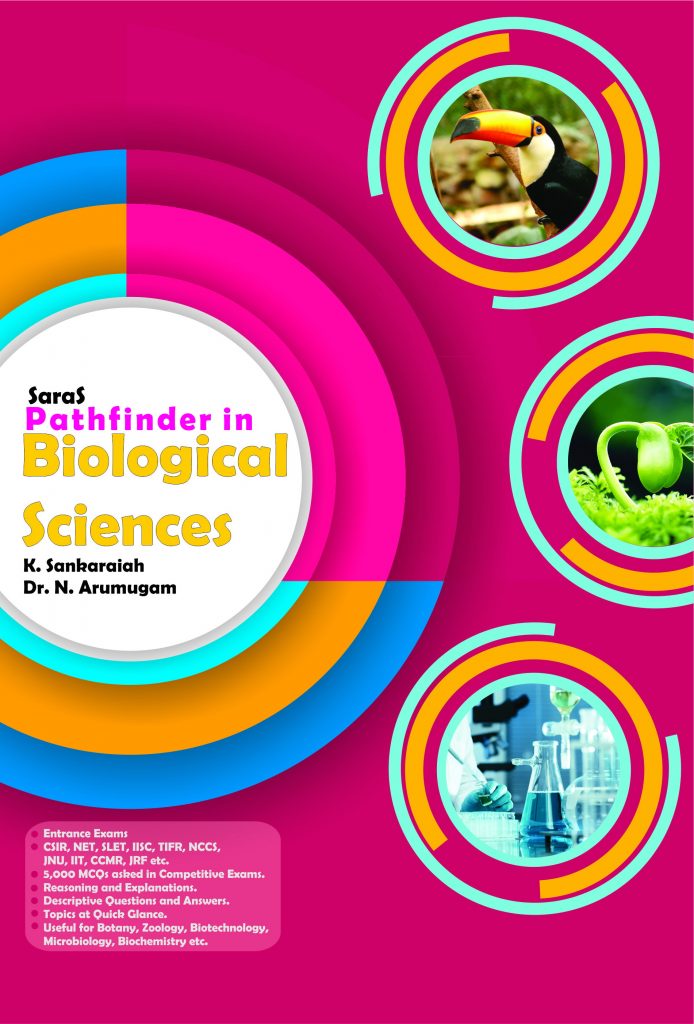 SaraS
Pathfinder in
Biological
Sciences
K. Sankaraiah
Dr. N. Arumugam
Entrance Exams
CSIR, NET, SLET, IISC, TIFR, NCCS,
JNU, IIT, CCMR, JRF etc.
5,000 MCQs asked in Competitive Exams.
Reasoning and Explanations.
Descriptive Questions and Answers.
Topics at Quick Glance.
Useful for Botany, Zoology, Biotechnology,
Microbiology, Biochemistry etc.